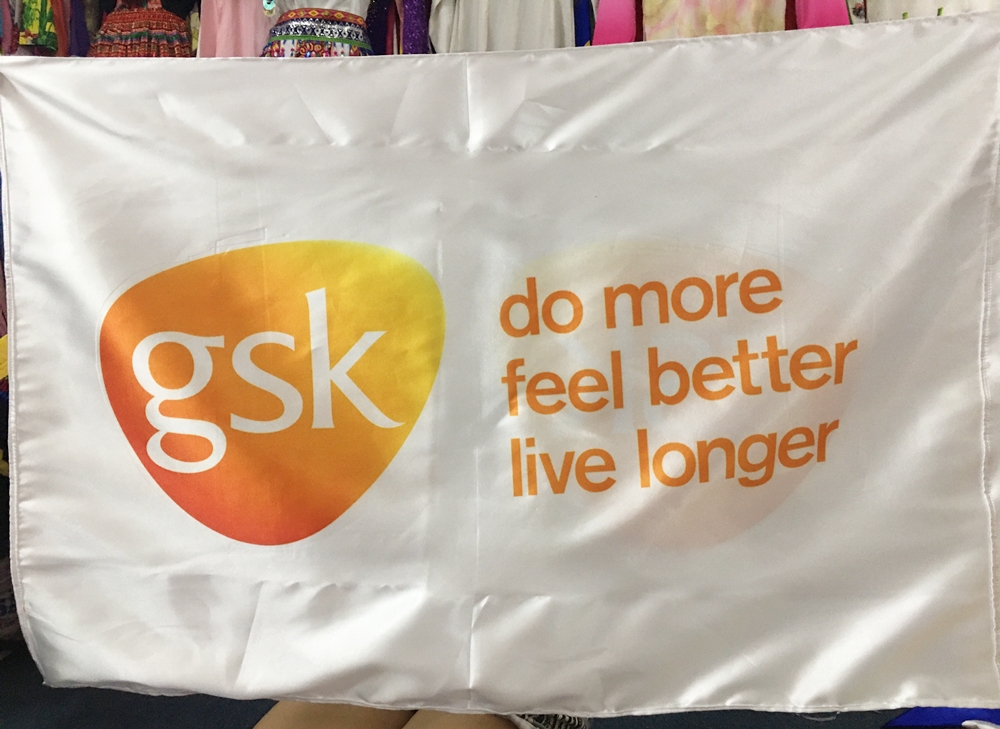 gsk
do more
feel better
live longer